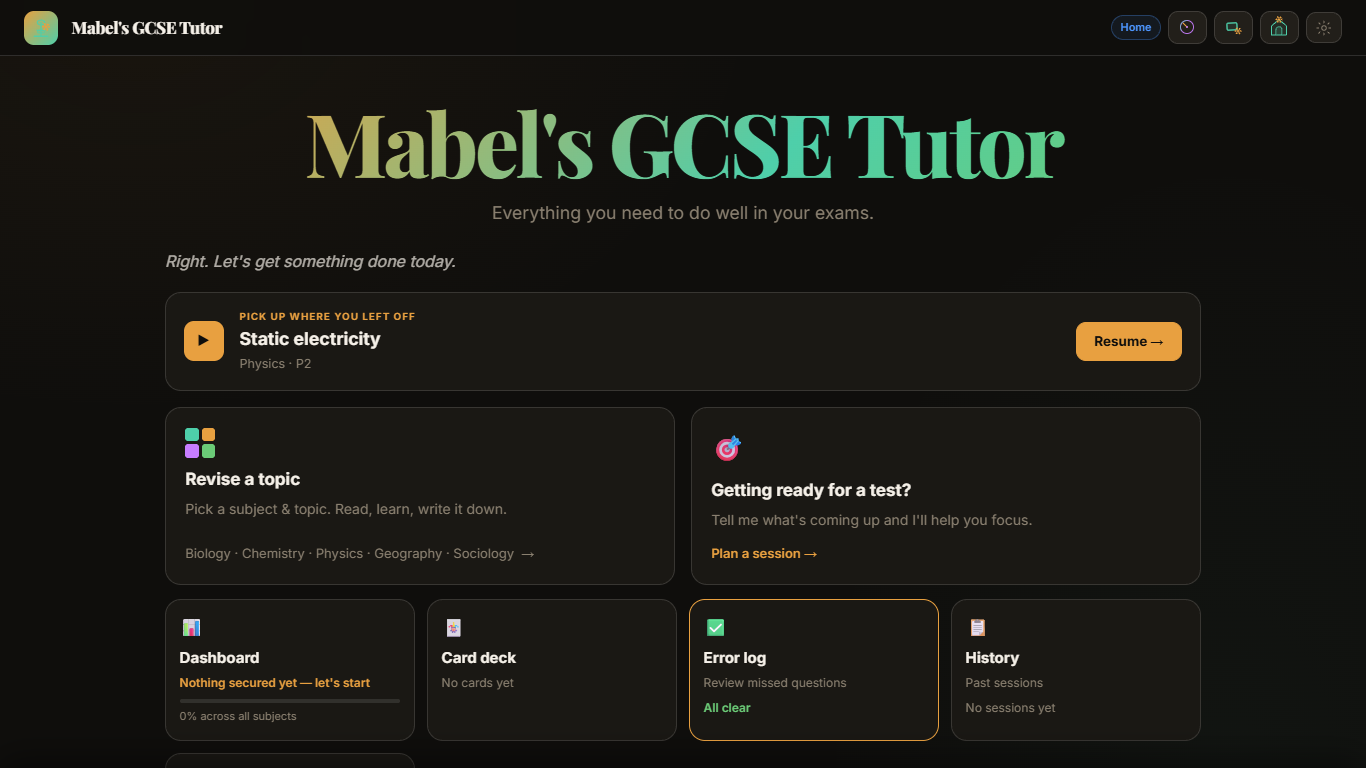 Mabel's GCSE Tutor
Home
Mabel's GCSE Tutor
Everything you need to do well in your exams.
Right. Let's get something done today.
PICK UP WHERE YOU LEFT OFF
Static electricity
Physics · P2
Resume →
Revise a topic
Pick a subject & topic. Read, learn, write it down.
Biology · Chemistry · Physics · Geography · Sociology →
Getting ready for a test?
Tell me what's coming up and I'll help you focus.
Plan a session →
Dashboard
Nothing secured yet — let's start
0% across all subjects
Card deck
No cards yet
Error log
Review missed questions
All clear
History
Past sessions
No sessions yet